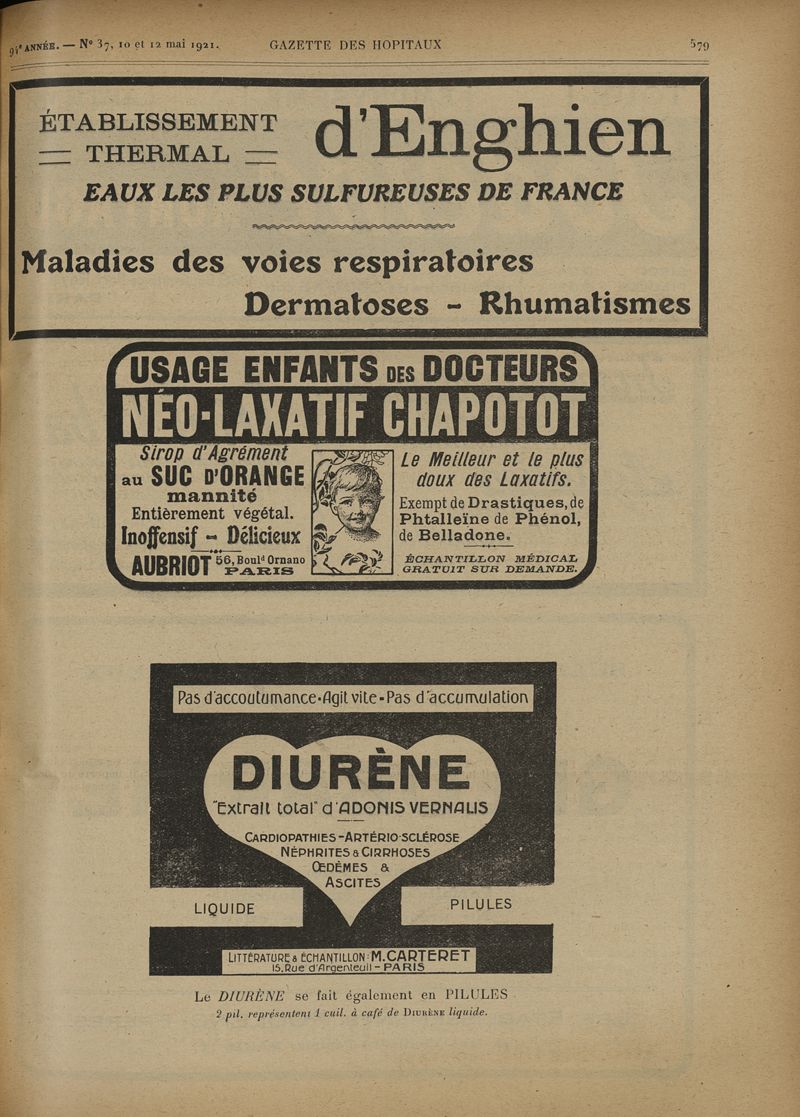 94e ANNÉE. — N° 37, 10 et 12 mai 1921. GAZETTE DES HOPITAUX 579
ÉTABLISSEMENT
THERMAL
d'Enghien
EAUX LES PLUS SULFUREUSES DE FRANCE
Maladies des voies respiratoires
Dermatoses - Rhumatismes
USAGE ENFANTS DES DOCTEURS
NÉO-LAXATIF CHAPOTOT
Sirop d'Agrément
au SUC D'ORANGE
mannité
Entièrement végétal.
Inoffensif - Délicieux
AUBRIOT 56, Boul^d Ornano
PARIS
Le Meilleur et le plus
doux des Laxatifs.
Exempt de Drastiques, de
Phtalleïne de Phénol,
de Belladone.
ÉCHANTILLON MÉDICAL
GRATUIT SUR DEMANDE.
Pas d'accoutumance-Agit vite-Pas d'accumulation
DIURÈNE
"Extrait total" d'ADONIS VERNALIS
CARDIOPATHIES-ARTÉRIO-SCLÉROSE
NÉPHRITES & CIRRHOSES
ŒDÈMES &
ASCITES
LIQUIDE
PILULES
LITTÉRATURE & ÉCHANTILLON : M. CARTERET
15, Rue d'Argenteuil - PARIS
Le DIURÈNE se fait également en PILULES
2 pil. représentent 1 cuil. à café de DIURÈNE liquide.